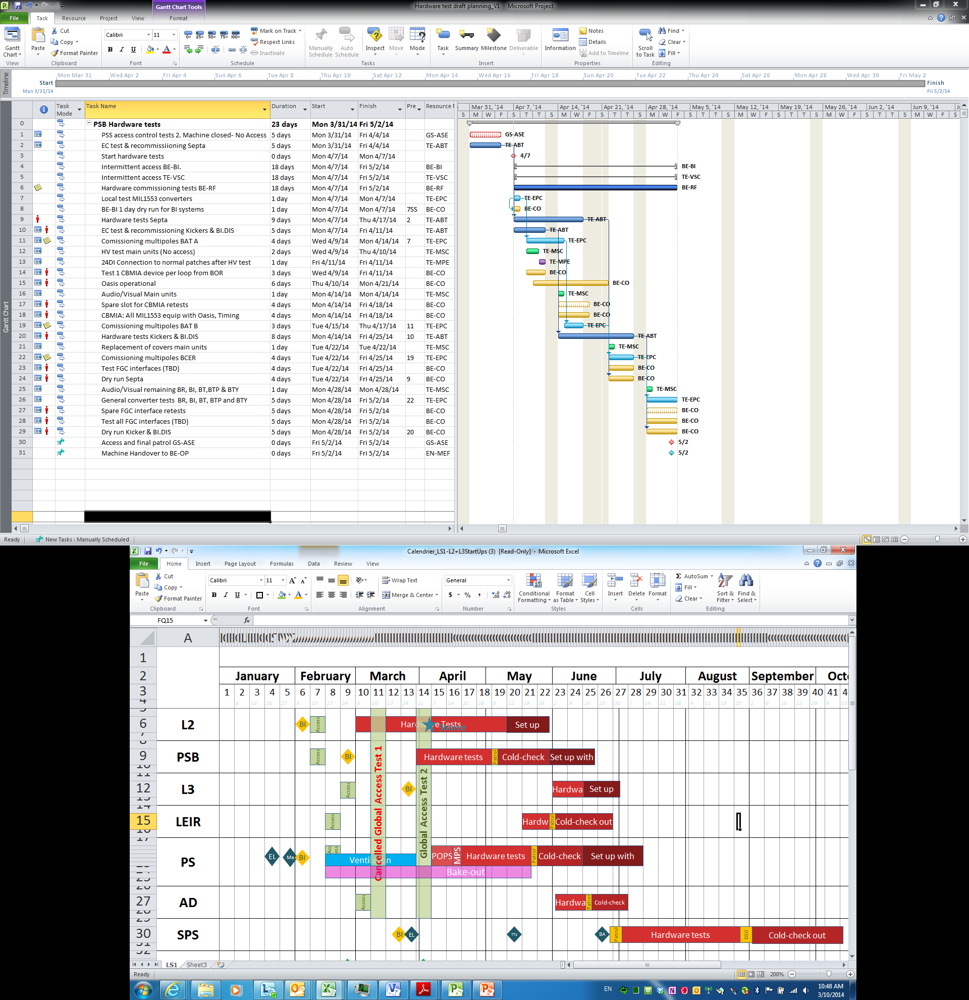 Hardware test draft planning_V1 - Microsoft Project
Gantt Chart Tools
File Task Resource Project View Format
Gantt Chart
Paste
Cut
Copy
Format Painter
Calibri 11
B I U A
0% 25% 50% 75% 100%
Mark on Track
Respect Links
Inactivate
Manually Schedule
Auto Schedule
Inspect Move Mode
Task Summary Milestone Deliverable
Information
Notes
Details
Add to Timeline
Scroll to Task
Find
Clear
Fill
View Clipboard Font Schedule Tasks Insert Properties Editing
Timeline
Mon Mar 31 Wed Apr 2 Fri Apr 4 Sun Apr 6 Tue Apr 8 Thu Apr 10 Sat Apr 12 Mon Apr 14 Wed Apr 16 Fri Apr 18 Sun Apr 20 Tue Apr 22 Thu Apr 24 Sat Apr 26 Mon Apr 28 Wed Apr 30 Fri May 2
Start
Mon 3/31/14
Finish
Fri 5/2/14
Gantt Chart
Task Mode Task Name Duration Start Finish Pre Resource N
Mar 31, '14 Apr 7, '14 Apr 14, '14 Apr 21, '14 Apr 28, '14 May 5, '14 May 12, '14 May 19, '14 May 26, '14 Jun 2, '14 Jun 9, '14
S M W F S T T S M W F S T T S M W F S T T S M W F S T T S M W F S T T S M W F S
0 PSB Hardware tests 23 days Mon 3/31/14 Fri 5/2/14
1 PSS access control tests 2. Machine closed- No Access 5 days Mon 3/31/14 Fri 4/4/14 GS-ASE GS-ASE
2 EC test & recommissiioning Septa 5 days Mon 3/31/14 Fri 4/4/14 TE-ABT TE-ABT
3 Start hardware tests 0 days Mon 4/7/14 Mon 4/7/14 4/7
4 Intermittent access BE-BI. 18 days Mon 4/7/14 Fri 5/2/14 BE-BI BE-BI
5 Intermittent access TE-VSC 18 days Mon 4/7/14 Fri 5/2/14 TE-VSC TE-VSC
6 Hardware commissioning tests BE-RF 18 days Mon 4/7/14 Fri 5/2/14 BE-RF BE-RF
7 Local test MIL1553 converters 1 day Mon 4/7/14 Mon 4/7/14 TE-EPC TE-EPC
8 BE-BI 1 day dry run for BI systems 1 day Mon 4/7/14 Mon 4/7/14 7SS BE-CO BE-CO
9 Hardware tests Septa 9 days Mon 4/7/14 Thu 4/17/14 2 TE-ABT TE-ABT
10 EC test & recommissioning Kickers & BI.DIS 5 days Mon 4/7/14 Fri 4/11/14 TE-ABT TE-ABT
11 Comissioning multipoles BAT A 4 days Wed 4/9/14 Mon 4/14/14 7 TE-EPC TE-EPC
12 HV test main units (No access) 2 days Wed 4/9/14 Thu 4/10/14 TE-MSC TE-MSC
13 24DI Connection to normal patches after HV test 1 day Fri 4/11/14 Fri 4/11/14 TE-MPE TE-MPE
14 Test 1 CBMIA device per loop from BOR 3 days Wed 4/9/14 Fri 4/11/14 BE-CO BE-CO
15 Oasis operational 6 days Thu 4/10/14 Mon 4/21/14 BE-CO BE-CO
16 Audio/Visual Main units 1 day Mon 4/14/14 Mon 4/14/14 TE-MSC TE-MSC
17 Spare slot for CBMIA retests 4 days Mon 4/14/14 Fri 4/18/14 BE-CO BE-CO
18 CBMIA: All MIL1553 equip with Oasis, Timing 4 days Mon 4/14/14 Fri 4/18/14 BE-CO BE-CO
19 Comissioning multipoles BAT B 3 days Tue 4/15/14 Thu 4/17/14 11 TE-EPC TE-EPC
20 Hardware tests Kickers & BI.DIS 8 days Mon 4/14/14 Fri 4/25/14 10 TE-ABT TE-ABT
21 Replacement of covers main units 1 day Tue 4/22/14 Tue 4/22/14 TE-MSC TE-MSC
22 Comissioning multipoles BCER 4 days Tue 4/22/14 Fri 4/25/14 19 TE-EPC TE-EPC
23 Test FGC interfaces (TBD) 4 days Tue 4/22/14 Fri 4/25/14 BE-CO BE-CO
24 Dry run Septa 4 days Tue 4/22/14 Fri 4/25/14 9 BE-CO BE-CO
25 Audio/Visual remaining BR, BI, BT,BTP & BTY 1 day Mon 4/28/14 Mon 4/28/14 TE-MSC TE-MSC
26 General converter tests BR, BI, BT, BTP and BTY 5 days Mon 4/28/14 Fri 5/2/14 22 TE-EPC TE-EPC
27 Spare FGC interface retests 5 days Mon 4/28/14 Fri 5/2/14 BE-CO BE-CO
28 Test all FGC interfaces (TBD) 5 days Mon 4/28/14 Fri 5/2/14 BE-CO BE-CO
29 Dry run Kicker & BI.DIS 5 days Mon 4/28/14 Fri 5/2/14 20 BE-CO BE-CO
30 Access and final patrol GS-ASE 0 days Fri 5/2/14 Fri 5/2/14 GS-ASE 5/2
31 Machine Handover to BE-OP 0 days Fri 5/2/14 Fri 5/2/14 EN-MEF 5/2
Ready New Tasks : Manually Scheduled
Calendrier_LS1-L2+L3StartUps (3) [Read-Only] - Microsoft Excel
File Home Insert Page Layout Formulas Data Review View
Paste
Cut
Copy
Format Painter
Calibri 11
B I U A
Wrap Text
Merge & Center
General
$ % ,
Conditional Formatting
Format as Table
Cell Styles
Insert Delete Format
AutoSum
Fill
Clear
Sort & Filter
Find & Select
Clipboard Font Alignment Number Styles Cells Editing
FQ15 fx
A
1
2 January February March April May June July August September Octo
3 1 2 3 4 5 6 7 8 9 10 11 12 13 14 15 16 17 18 19 20 21 22 23 24 25 26 27 28 29 30 31 32 33 34 35 36 37 38 39 40 41 4
6 13 20 27 3 10 17 24 3 10 17 24 31 7 14 21 28 5 12 19 26 2 9 16 23 30 7 14 21 28 4 11 18 25 1 8 15 22 29 6 13
6 L2 BI Access Hardware Tests Source Set up
9 PSB Access BI Hardware tests Patrol Cold-check Set up with
12 L3 Access BI Hardwa Set up
15 LEIR Access Hardw Patrol Cold-check out
PS EL Ma BI POPS MPS Hardware tests Patrol Cold-check Set up with
Ventilation
Bake-out
Cancelled Global Access Test 1
Global Access Test 2
27 AD Access Hardwa Patrol Cold-check
30 SPS BI EL TT1 BA Patrol Hardware tests DSO Cold-check out
LS1 Sheet3
Ready 200%
EN 10:48 AM
3/10/2014